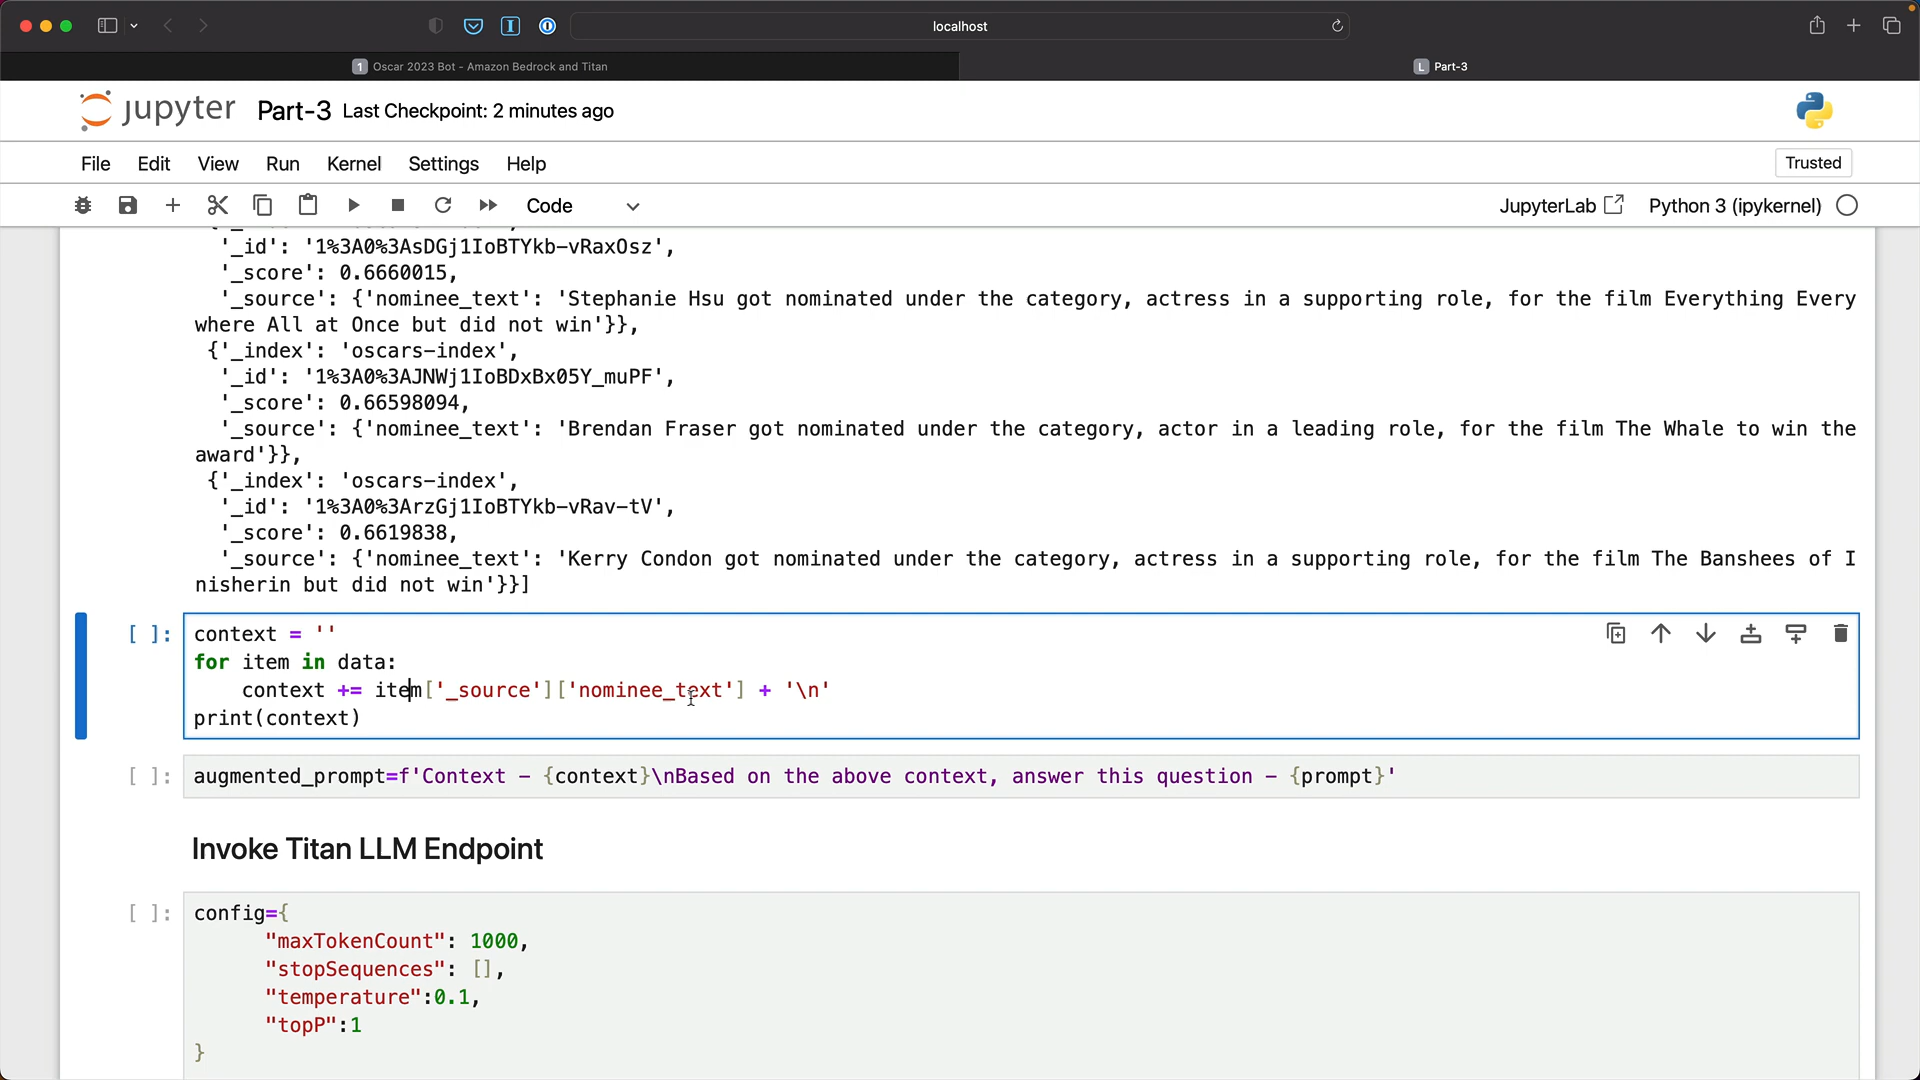 localhost
1 Oscar 2023 Bot - Amazon Bedrock and Titan
L Part-3
jupyter Part-3 Last Checkpoint: 2 minutes ago
File Edit View Run Kernel Settings Help
Trusted
Code
JupyterLab Python 3 (ipykernel)
'_id': '1%3A0%3AsDGj1IoBTYkb-vRaxOsz',
'_score': 0.6660015,
'_source': {'nominee_text': 'Stephanie Hsu got nominated under the category, actress in a supporting role, for the film Everything Every
where All at Once but did not win'}},
{'_index': 'oscars-index',
'_id': '1%3A0%3AJNWj1IoBDxBx05Y_muPF',
'_score': 0.66598094,
'_source': {'nominee_text': 'Brendan Fraser got nominated under the category, actor in a leading role, for the film The Whale to win the
award'}},
{'_index': 'oscars-index',
'_id': '1%3A0%3ArzGj1IoBTYkb-vRav-tV',
'_score': 0.6619838,
'_source': {'nominee_text': 'Kerry Condon got nominated under the category, actress in a supporting role, for the film The Banshees of I
nisherin but did not win'}}]
[ ]: context = ''
for item in data:
context += item['_source']['nominee_text'] + '\n'
print(context)
[ ]: augmented_prompt=f'Context - {context}\nBased on the above context, answer this question - {prompt}'
Invoke Titan LLM Endpoint
[ ]: config={
"maxTokenCount": 1000,
"stopSequences": [],
"temperature":0.1,
"topP":1
}